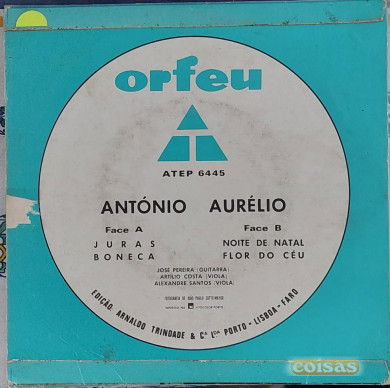 orfeu
ATEP 6445
ANTÓNIO AURÉLIO
Face A Face B
JURAS NOITE DE NATAL
BONECA FLOR DO CÉU
JOSÉ PEREIRA (GUITARRA)
ARTÍLIO COSTA (VIOLA)
ALEXANDRE SANTOS (VIOLA)
EDIÇÃO: ARNALDO TRINDADE & Cª. Lda PORTO - LISBOA - FARO
coisas